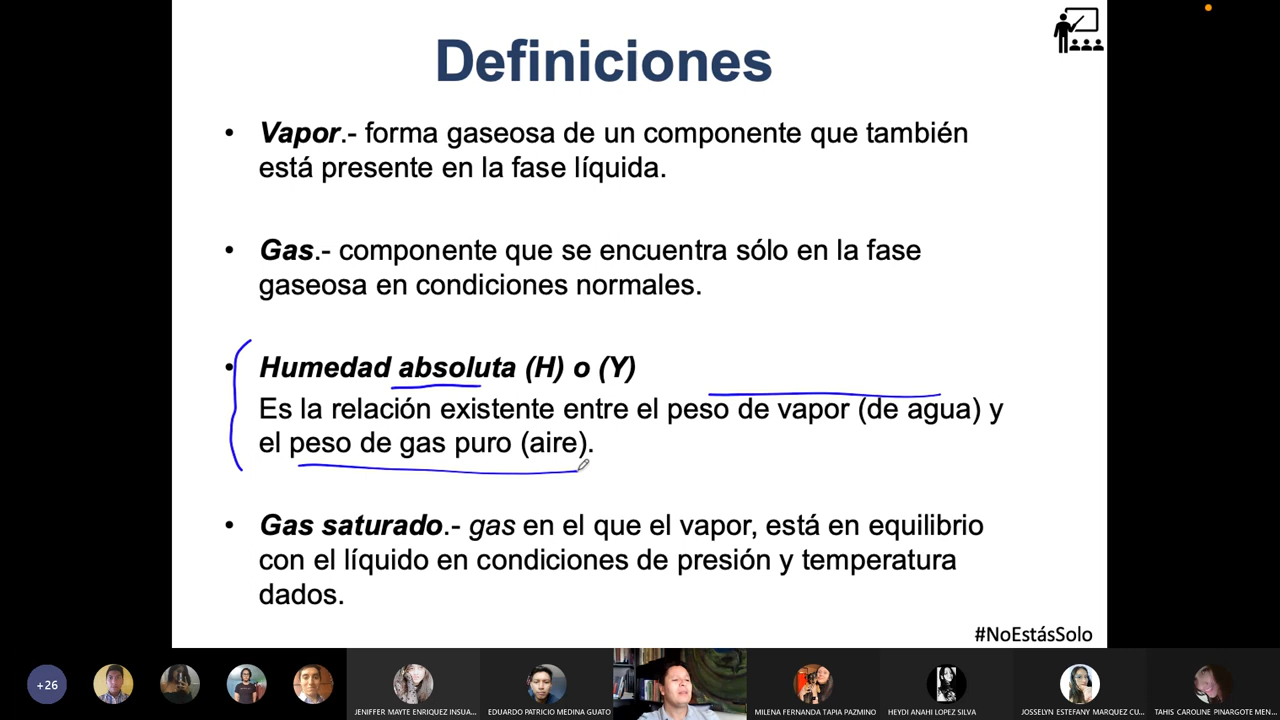 Definiciones
• Vapor.- forma gaseosa de un componente que también
está presente en la fase líquida.
• Gas.- componente que se encuentra sólo en la fase
gaseosa en condiciones normales.
• Humedad absoluta (H) o (Y)
Es la relación existente entre el peso de vapor (de agua) y
el peso de gas puro (aire).
• Gas saturado.- gas en el que el vapor, está en equilibrio
con el líquido en condiciones de presión y temperatura
dados.
#NoEstásSolo
+26
JENIFFER MAYTE ENRIQUEZ INSUA...
EDUARDO PATRICIO MEDINA GUATO
MILENA FERNANDA TAPIA PAZMINO
HEYDI ANAHI LOPEZ SILVA
JOSSELYN ESTEFANY MARQUEZ CU...
TAHIS CAROLINE PINARGOTE MEN...